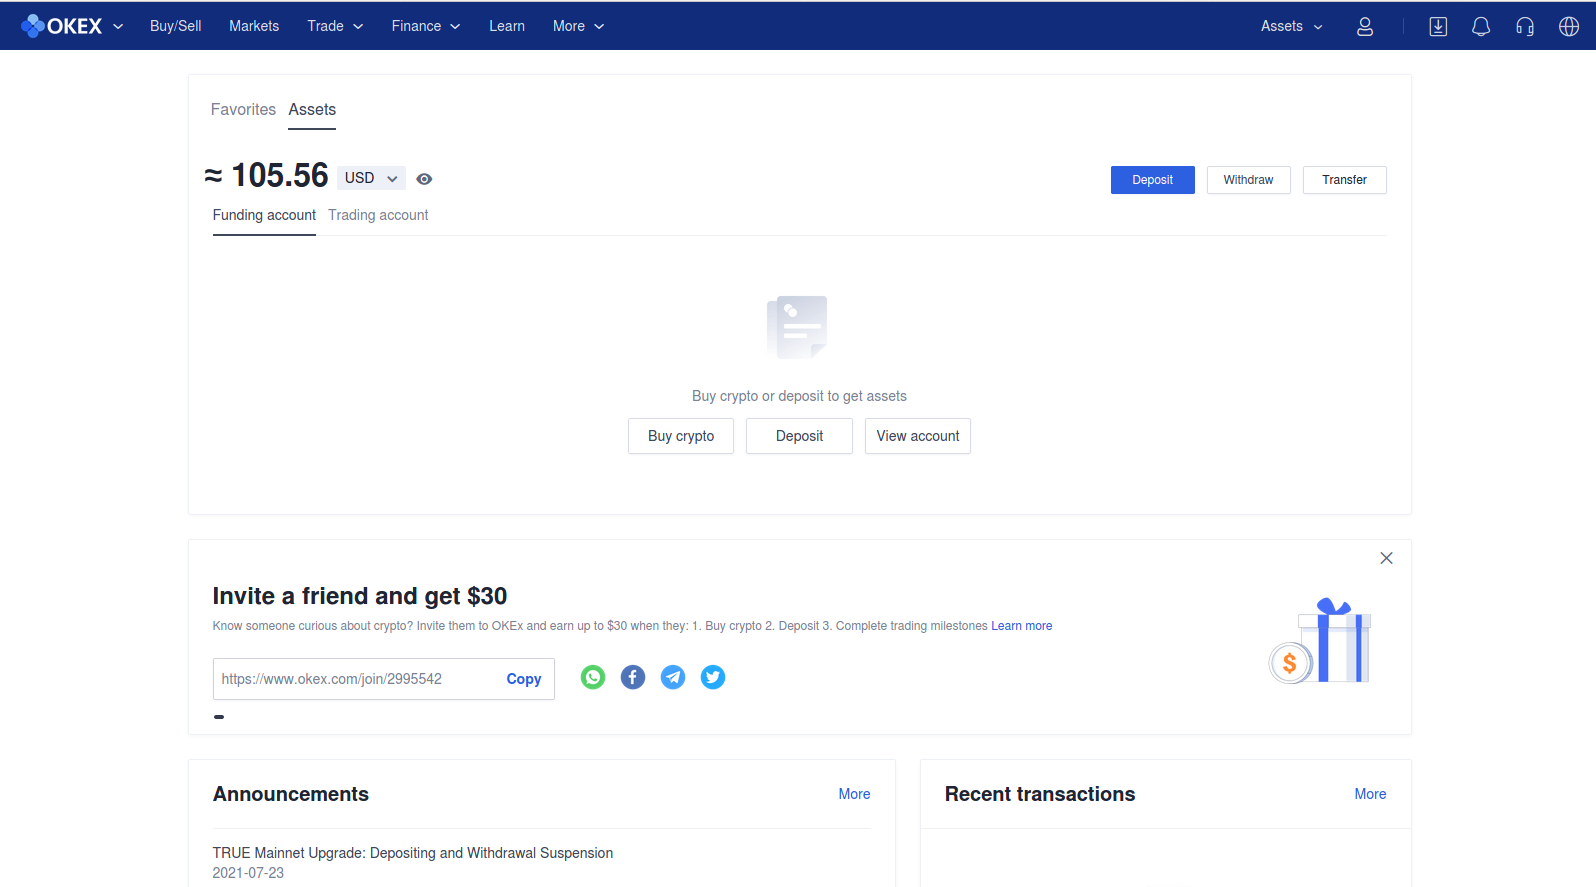 OKEX Buy/Sell Markets Trade Finance Learn More Assets
Favorites Assets
≈ 105.56 USD
Deposit Withdraw Transfer
Funding account Trading account
Buy crypto or deposit to get assets
Buy crypto Deposit View account
Invite a friend and get $30
Know someone curious about crypto? Invite them to OKEx and earn up to $30 when they: 1. Buy crypto 2. Deposit 3. Complete trading milestones Learn more
https://www.okex.com/join/2995542 Copy
$
Announcements More
TRUE Mainnet Upgrade: Depositing and Withdrawal Suspension
2021-07-23
Recent transactions More